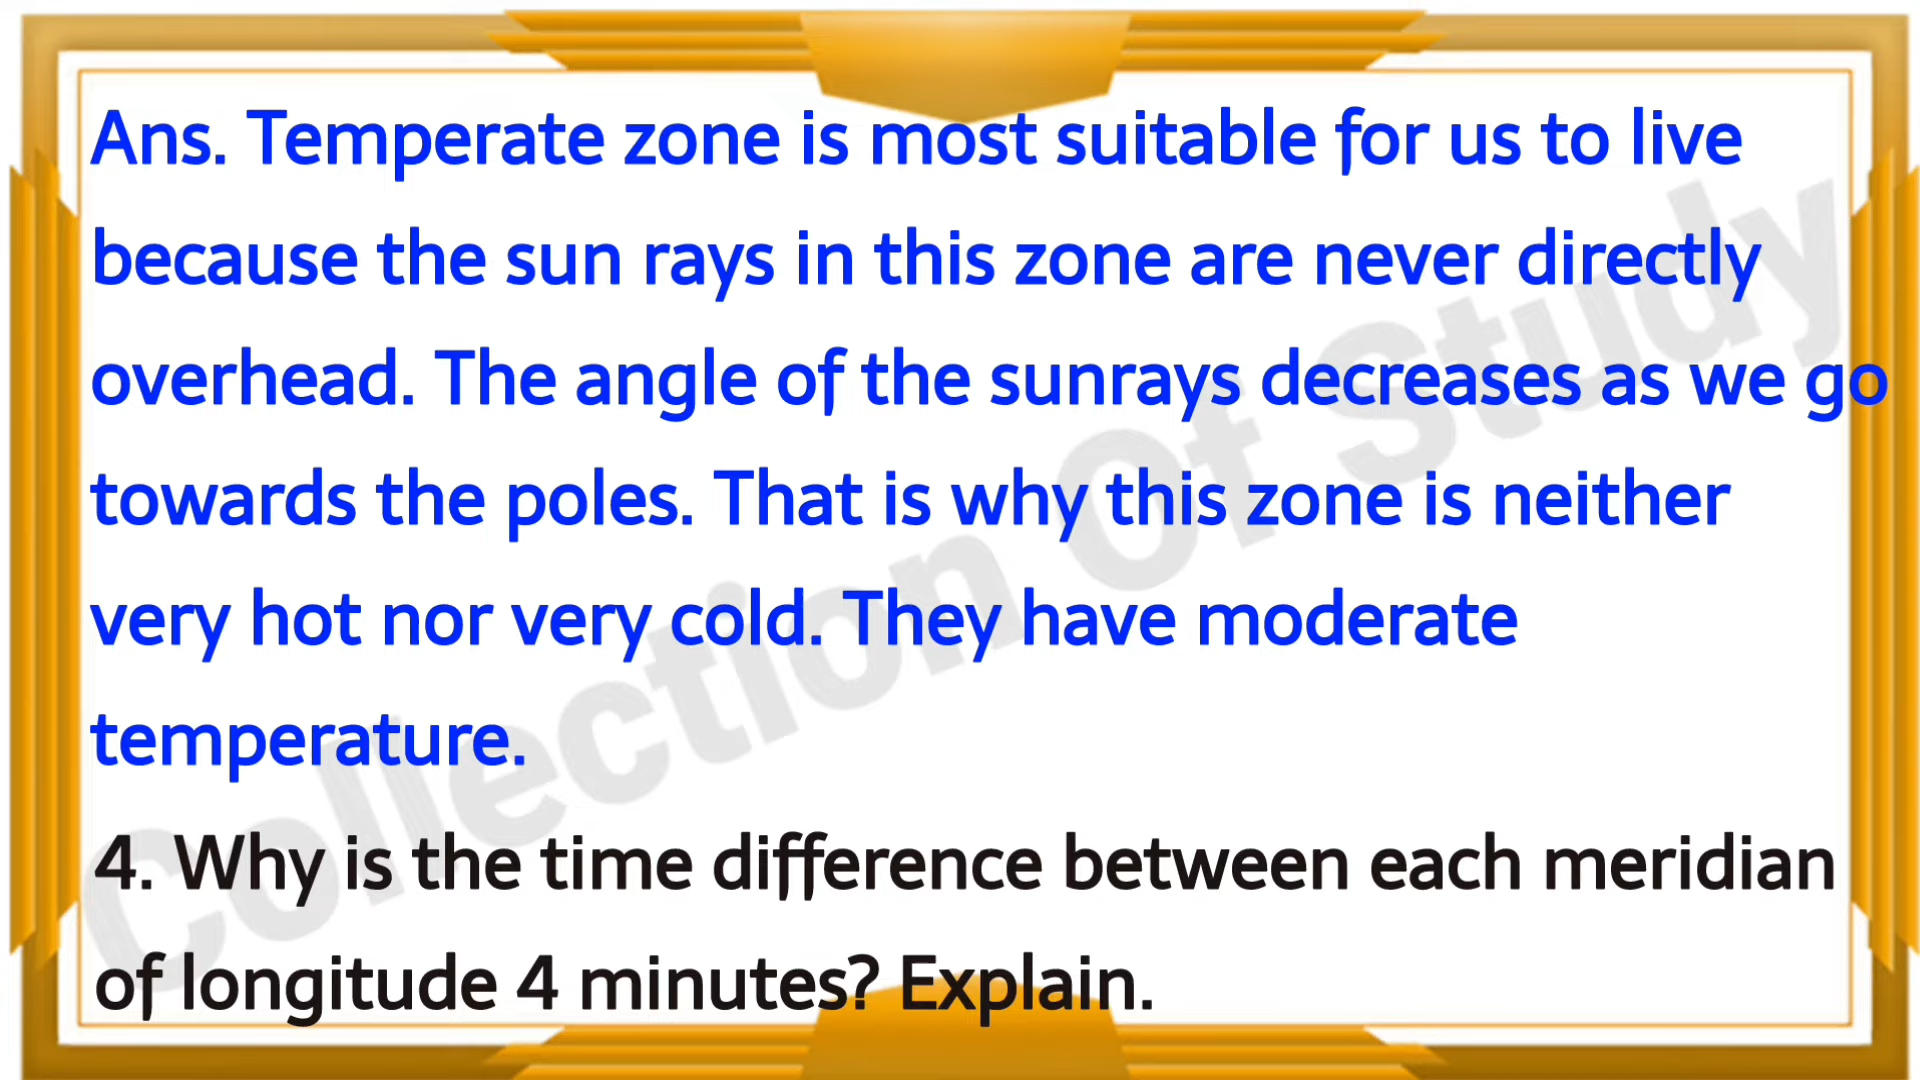 Ans. Temperate zone is most suitable for us to live
because the sun rays in this zone are never directly
overhead. The angle of the sunrays decreases as we go
towards the poles. That is why this zone is neither
very hot nor very cold. They have moderate
temperature.
4. Why is the time difference between each meridian
of longitude 4 minutes? Explain.
Collection Of Study